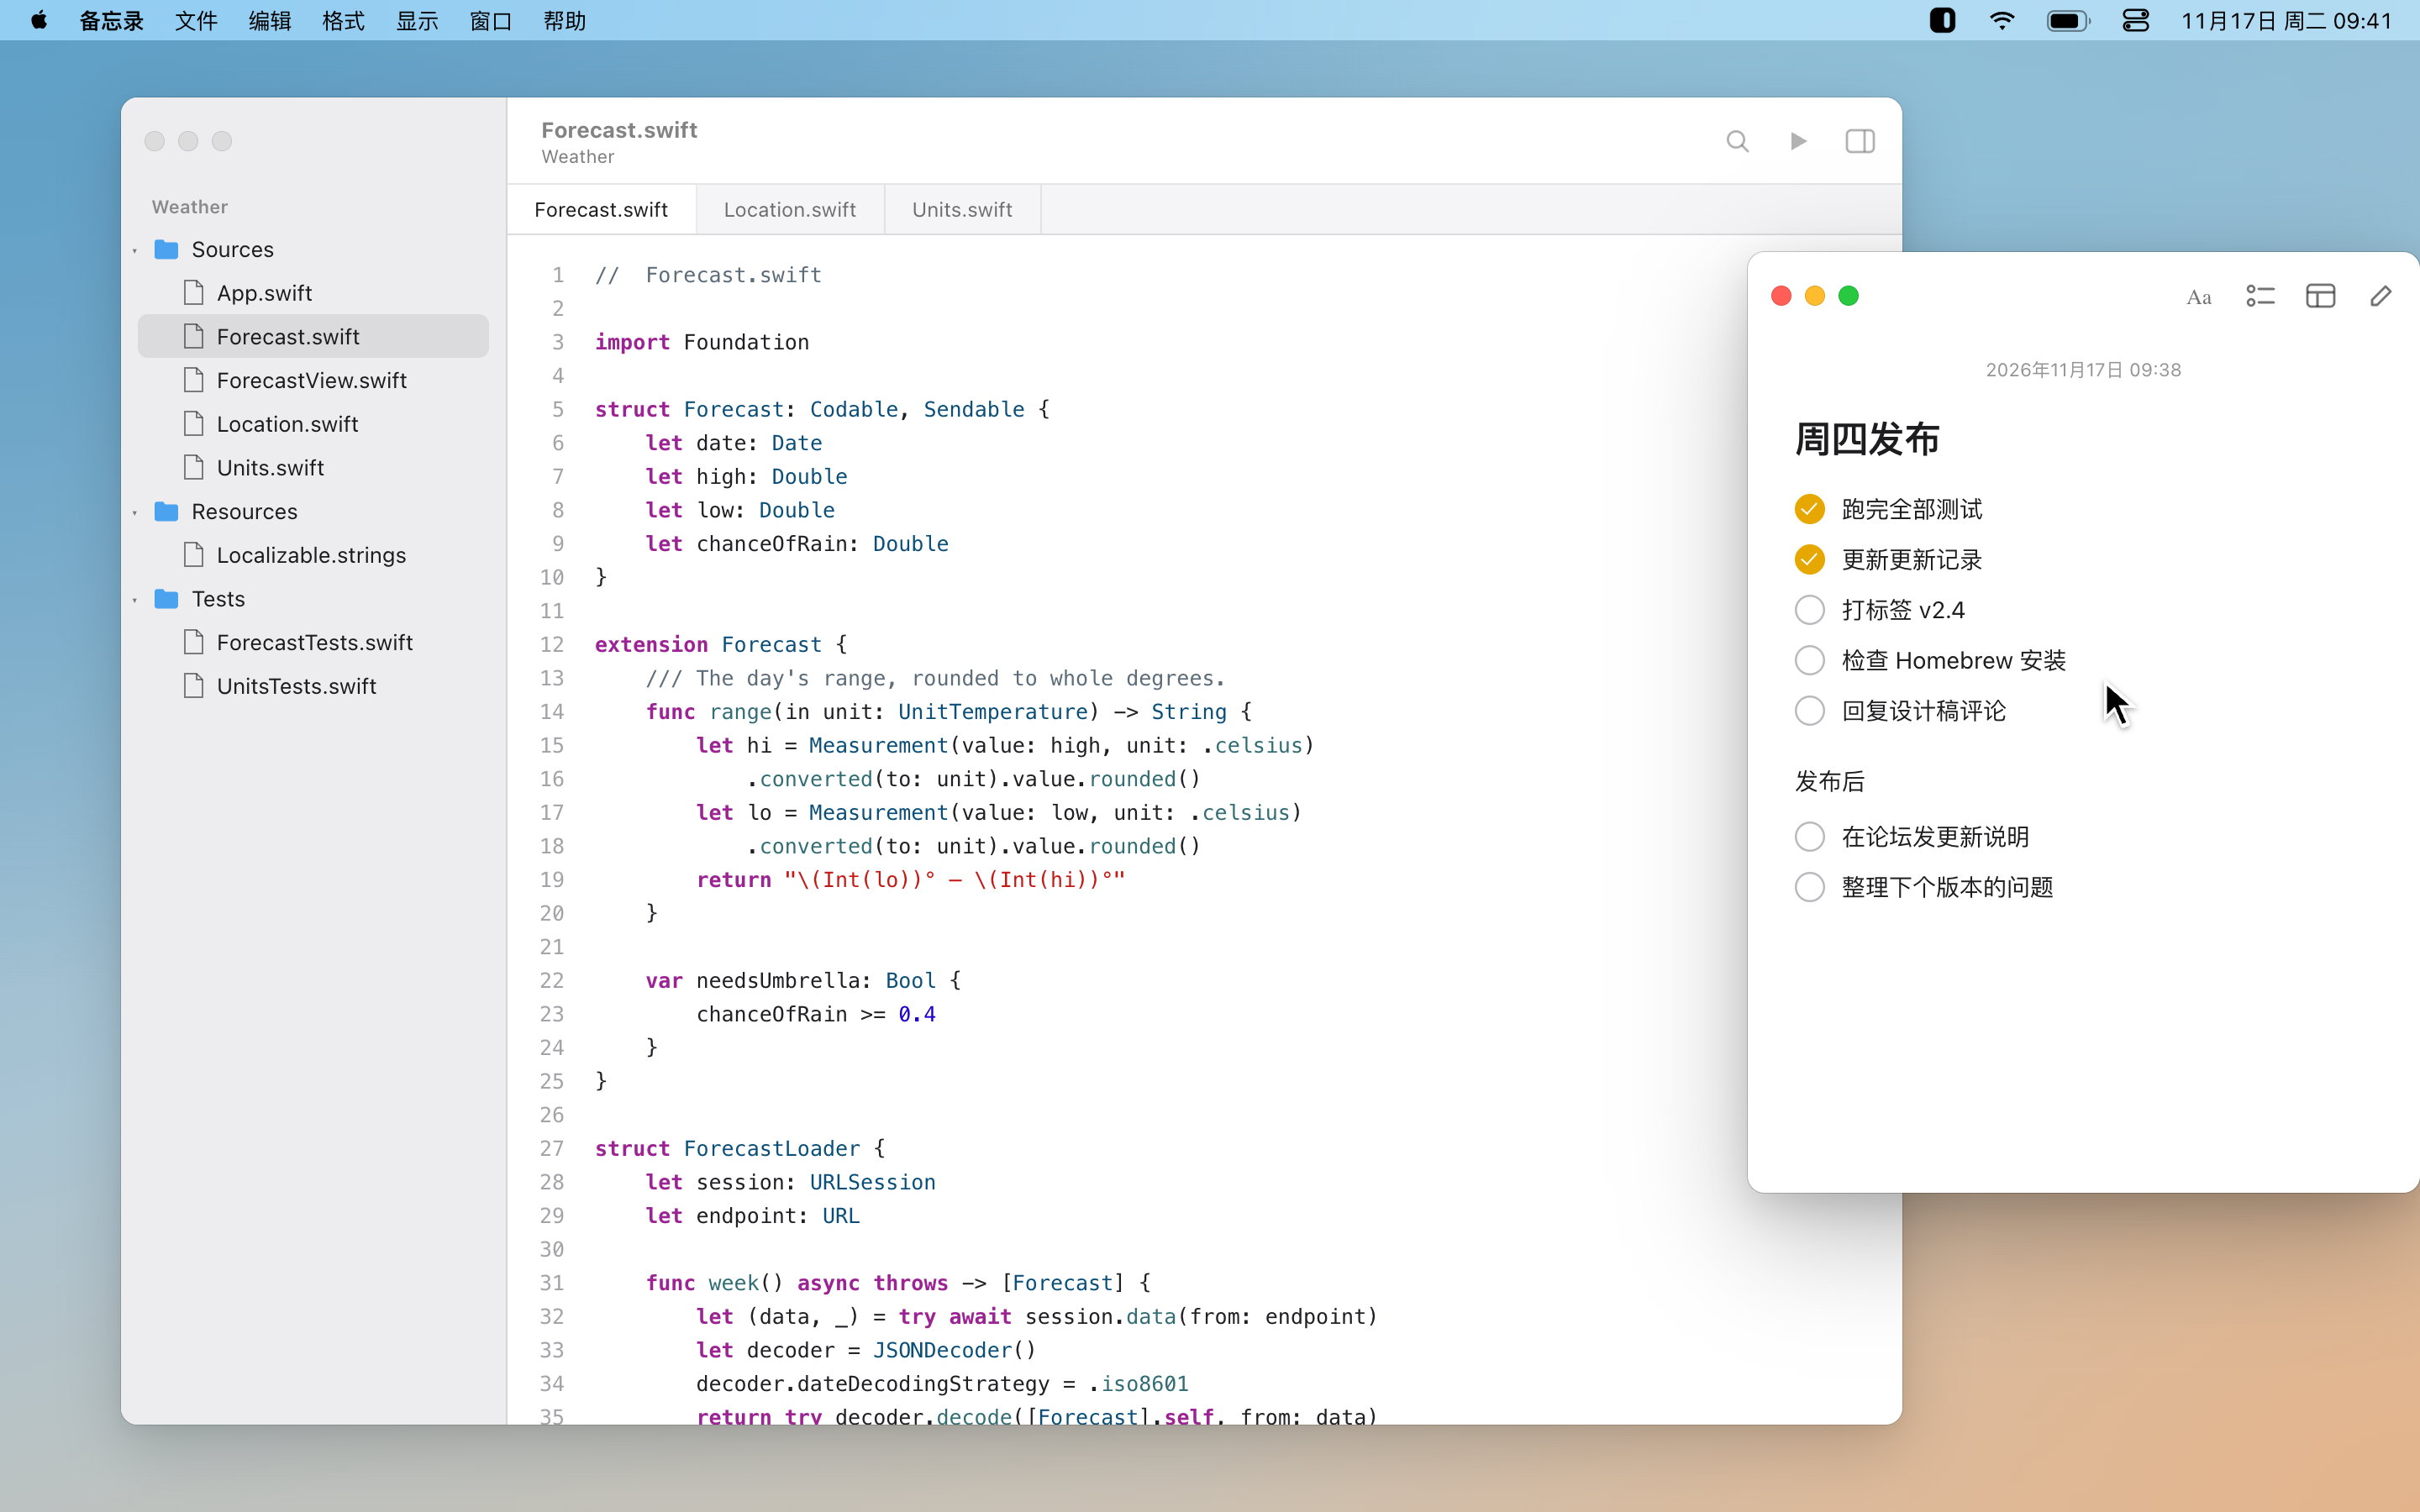 备忘录 文件 编辑 格式 显示 窗口 帮助 11月17日 周二 09:41
Forecast.swift
Weather
Weather
Sources
App.swift
Forecast.swift
ForecastView.swift
Location.swift
Units.swift
Resources
Localizable.strings
Tests
ForecastTests.swift
UnitsTests.swift
Forecast.swift Location.swift Units.swift
1 //  Forecast.swift
2
3 import Foundation
4
5 struct Forecast: Codable, Sendable {
6     let date: Date
7     let high: Double
8     let low: Double
9     let chanceOfRain: Double
10 }
11
12 extension Forecast {
13     /// The day's range, rounded to whole degrees.
14     func range(in unit: UnitTemperature) -> String {
15         let hi = Measurement(value: high, unit: .celsius)
16             .converted(to: unit).value.rounded()
17         let lo = Measurement(value: low, unit: .celsius)
18             .converted(to: unit).value.rounded()
19         return "\(Int(lo))° – \(Int(hi))°"
20     }
21
22     var needsUmbrella: Bool {
23         chanceOfRain >= 0.4
24     }
25 }
26
27 struct ForecastLoader {
28     let session: URLSession
29     let endpoint: URL
30
31     func week() async throws -> [Forecast] {
32         let (data, _) = try await session.data(from: endpoint)
33         let decoder = JSONDecoder()
34         decoder.dateDecodingStrategy = .iso8601
35         return try decoder.decode([Forecast].self, from: data)
Aa
2026年11月17日 09:38
周四发布
跑完全部测试
更新更新记录
打标签 v2.4
检查 Homebrew 安装
回复设计稿评论
发布后
在论坛发更新说明
整理下个版本的问题